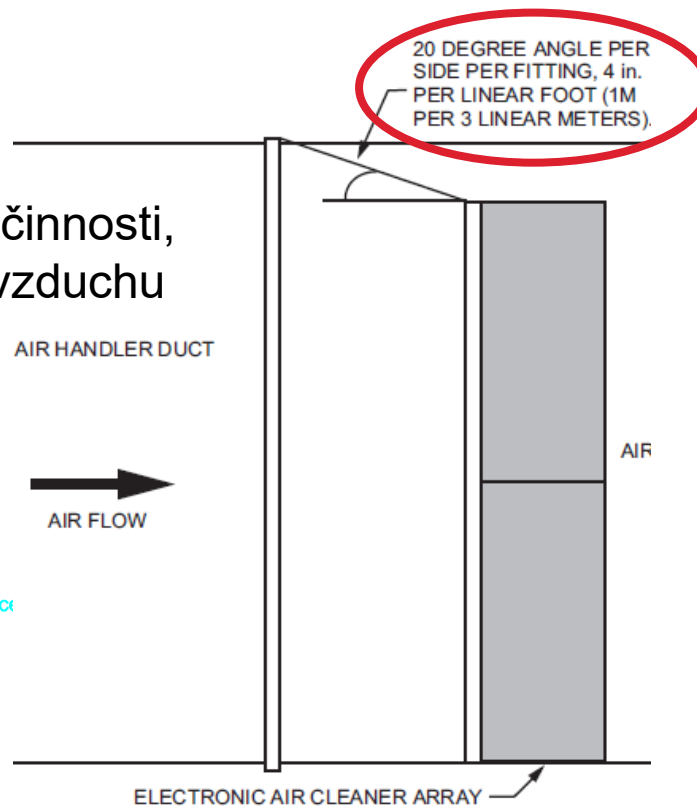 20 DEGREE ANGLE PER
SIDE PER FITTING, 4 in.
PER LINEAR FOOT (1M
PER 3 LINEAR METERS).
činnosti,
vzduchu
AIR HANDLER DUCT
AIR
AIR FLOW
ELECTRONIC AIR CLEANER ARRAY